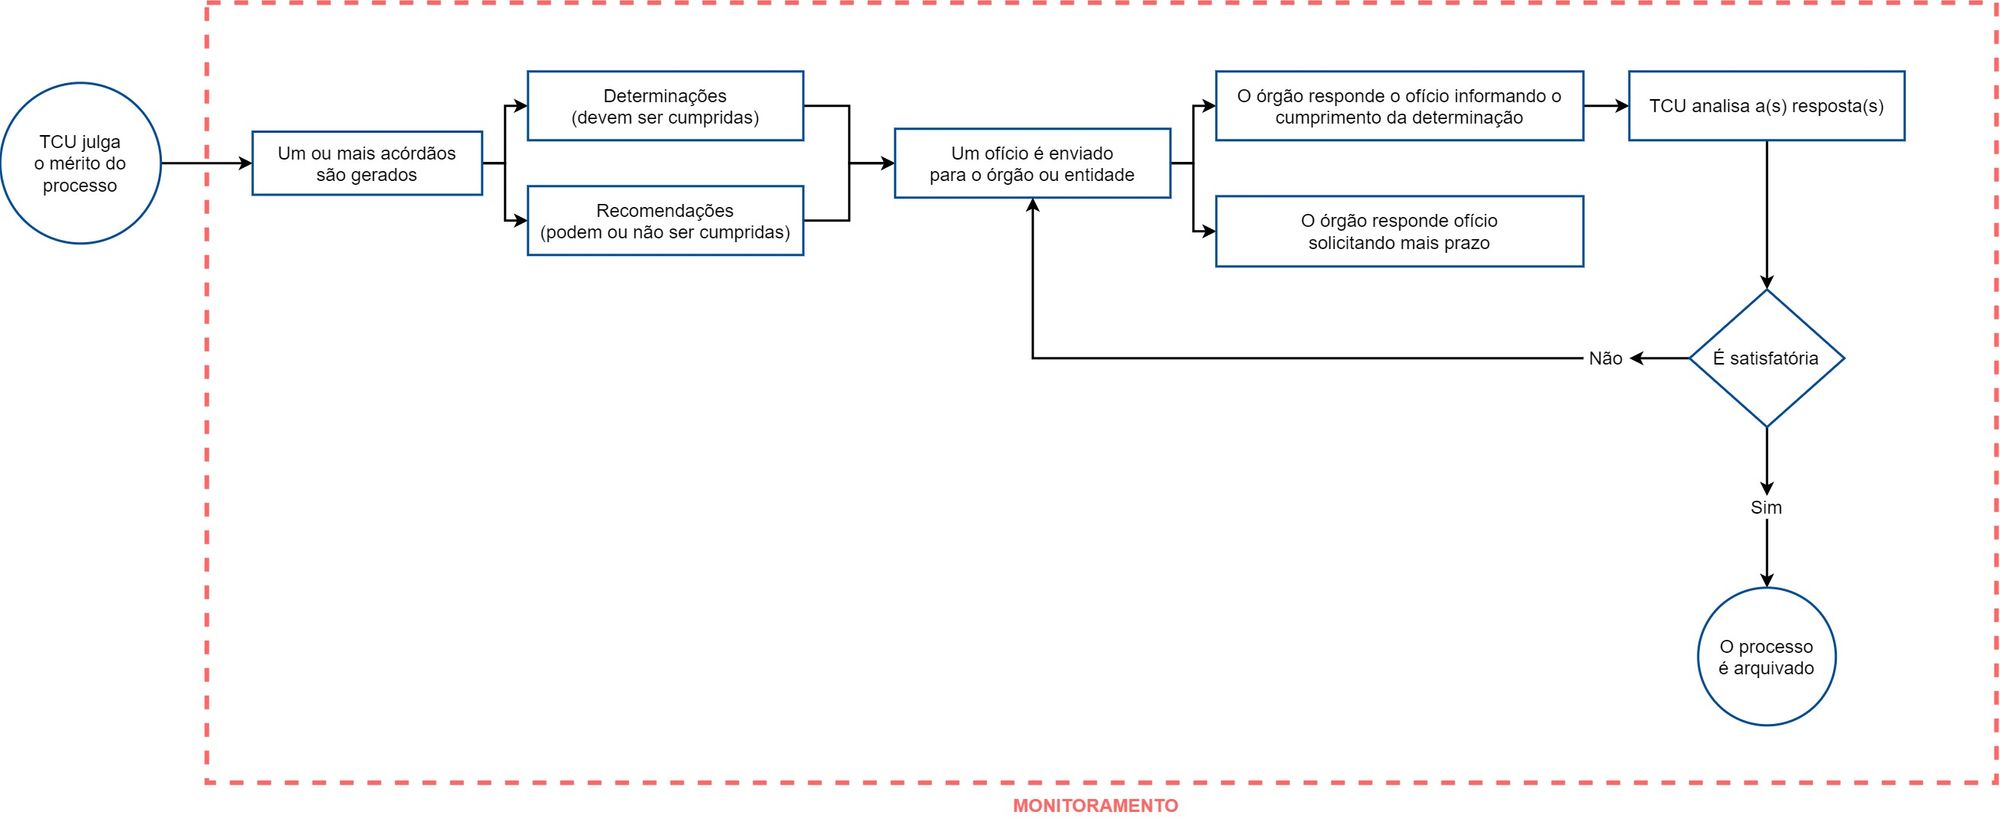 TCU julga
o mérito do
processo
Um ou mais acórdãos
são gerados
Determinações
(devem ser cumpridas)
Recomendações
(podem ou não ser cumpridas)
Um ofício é enviado
para o órgão ou entidade
O órgão responde o ofício informando o
cumprimento da determinação
O órgão responde ofício
solicitando mais prazo
TCU analisa a(s) resposta(s)
É satisfatória
Não
Sim
O processo
é arquivado
MONITORAMENTO